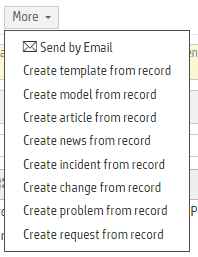 More
Send by Email
Create template from record
Create model from record
Create article from record
Create news from record
Create incident from record
Create change from record
Create problem from record
Create request from record